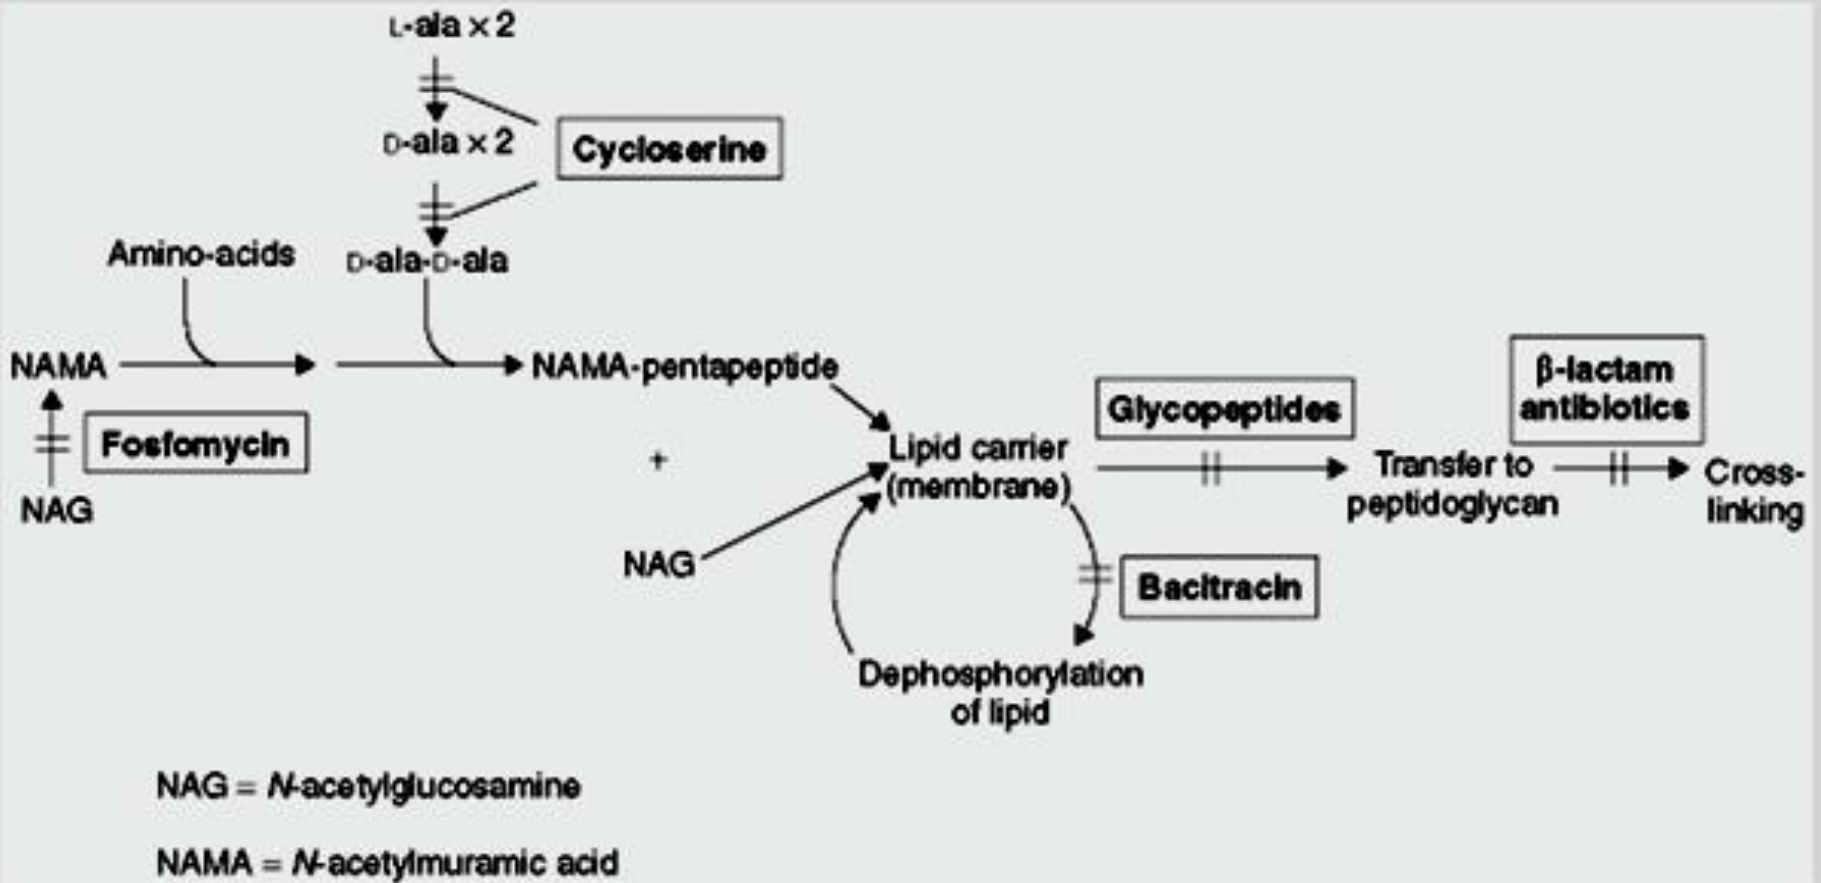 L-ala × 2
D-ala × 2
Cycloserine
Amino-acids
D-ala-D-ala
NAMA
NAMA-pentapeptide
Fosfomycin
NAG
+
NAG
Lipid carrier
(membrane)
Glycopeptides
Transfer to
peptidoglycan
β-lactam
antibiotics
Cross-
linking
Bacitracin
Dephosphorylation
of lipid
NAG = N-acetylglucosamine
NAMA = N-acetylmuramic acid